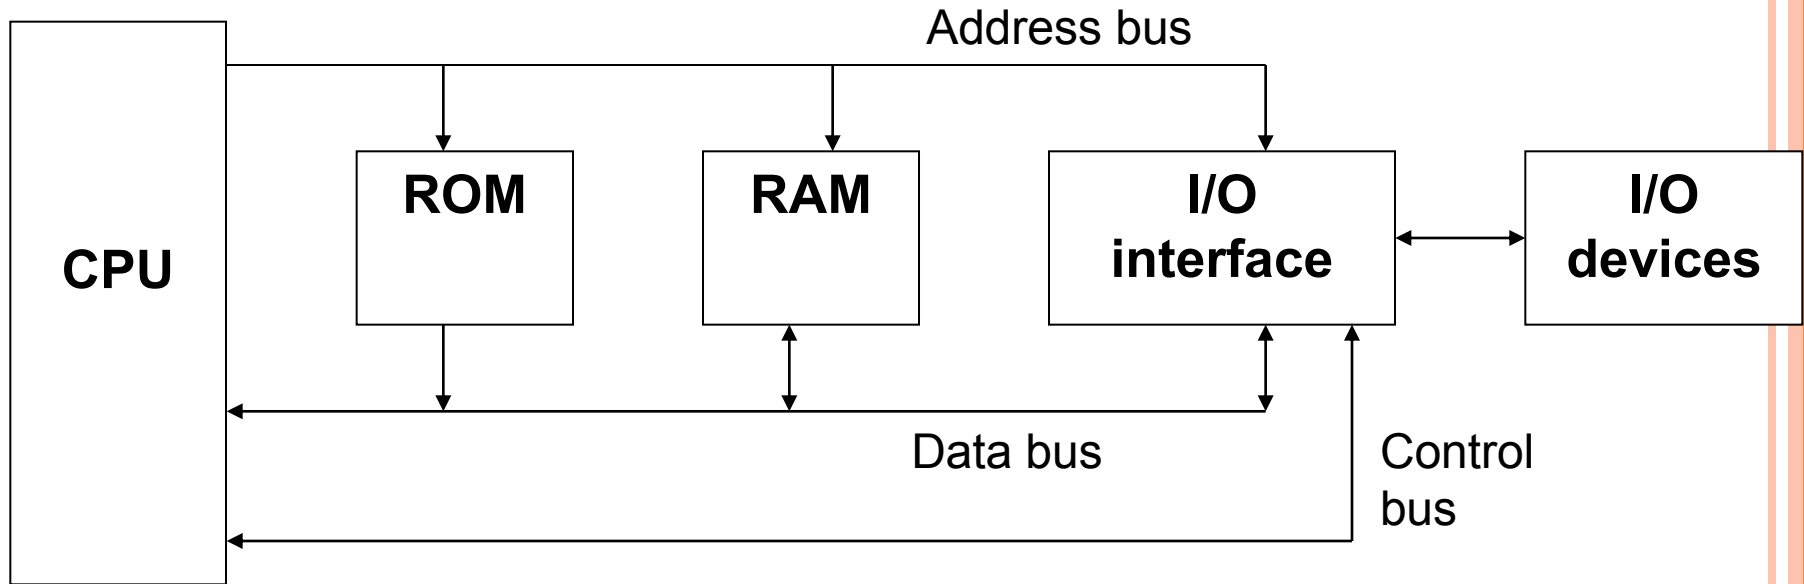 Address bus
CPU
ROM
RAM
I/O
interface
I/O
devices
Data bus
Control
bus